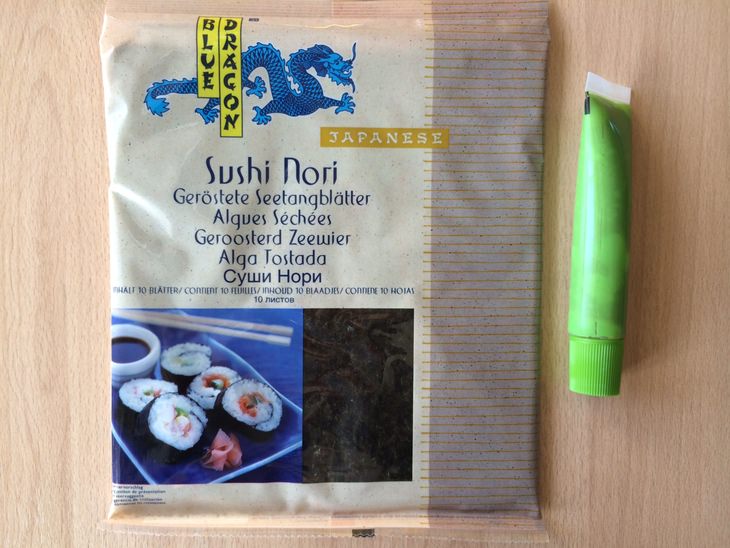 BLUE
DRAGON
JAPANESE
Sushi Nori
Geröstete Seetangblätter
Algues Séchées
Geroosterd Zeewier
Alga Tostada
Суши Нори
INHALT 10 BLÄTTER/ CONTIENT 10 FEUILLES/ INHOUD 10 BLAADJES/ CONTIENE 10 HOJAS
10 листов